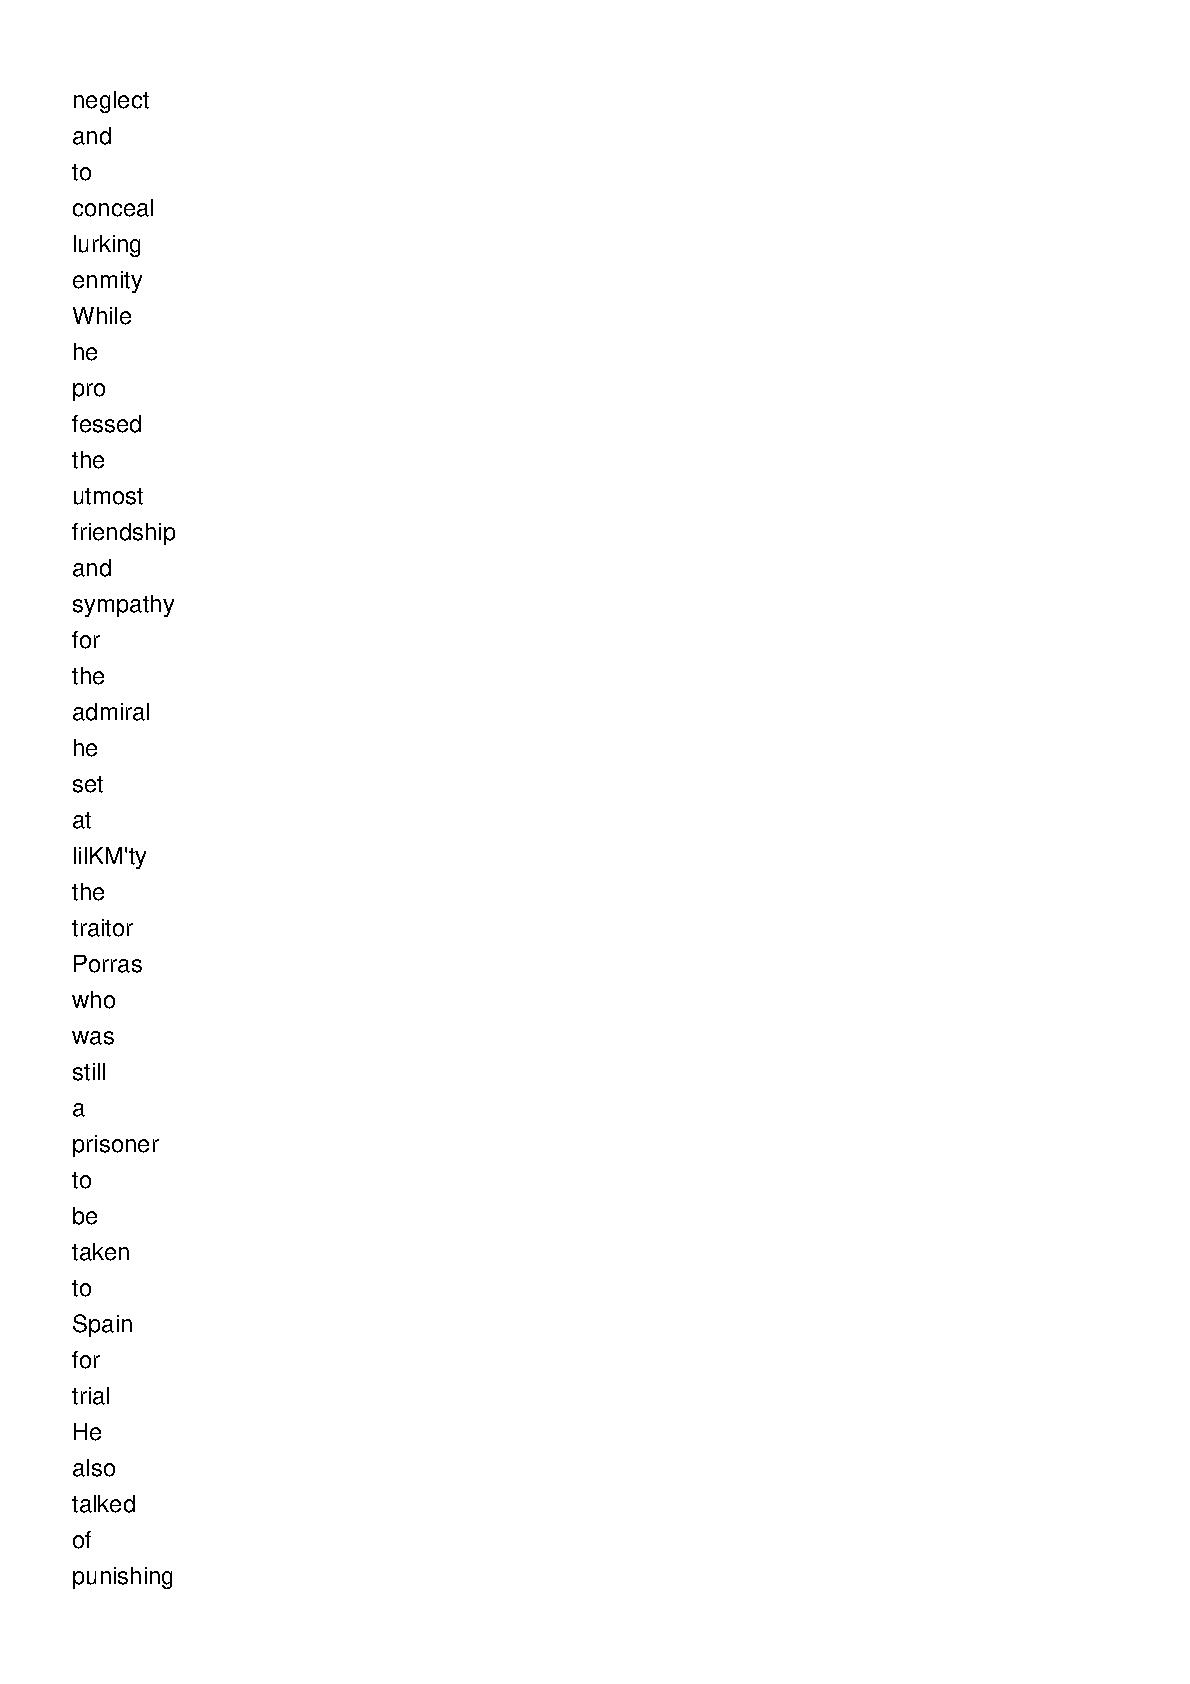 neglect
and
to
conceal
lurking
enmity
While
he
pro
fessed
the
utmost
friendship
and
sympathy
for
the
admiral
he
set
at
lilKM'ty
the
traitor
Porras
who
was
still
a
prisoner
to
be
taken
to
Spain
for
trial
He
also
talked
of
punishing